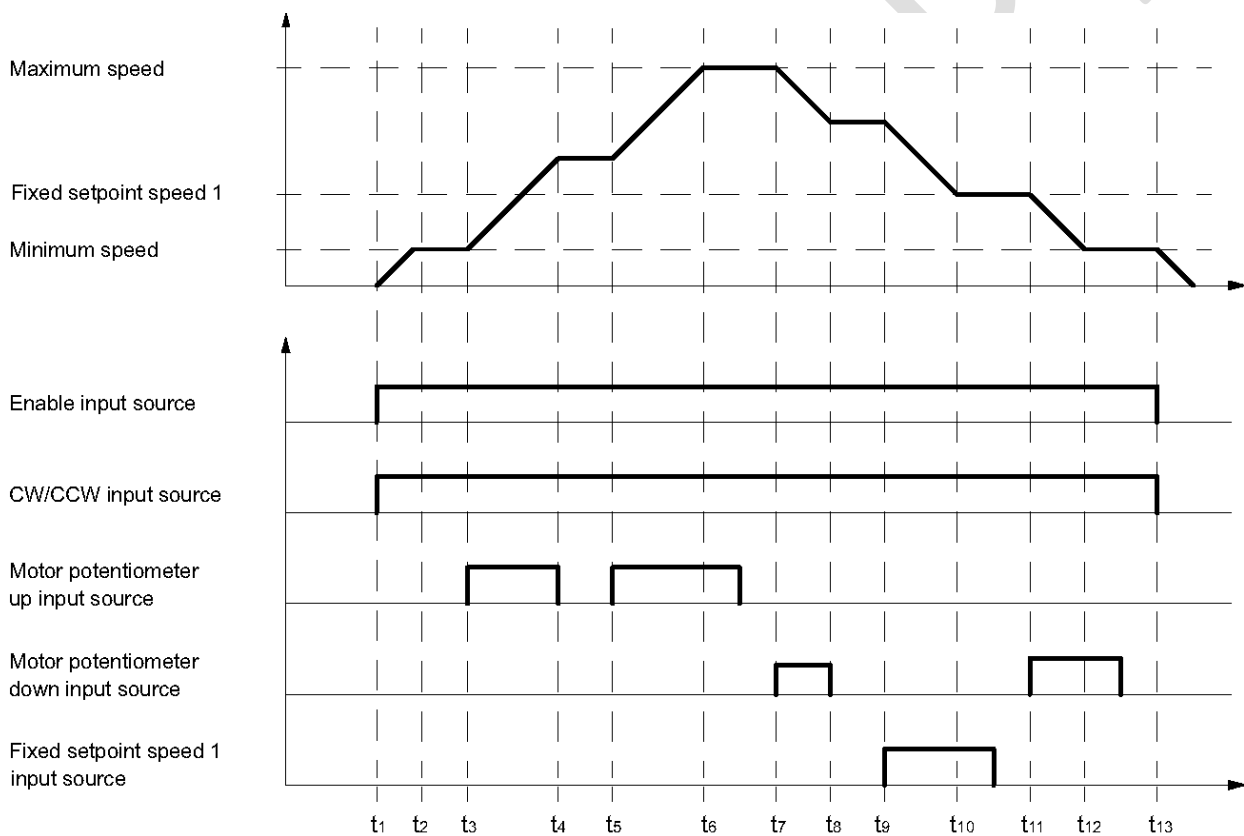 Maximum speed
Fixed setpoint speed 1
Minimum speed
Enable input source
CW/CCW input source
Motor potentiometer
up input source
Motor potentiometer
down input source
Fixed setpoint speed 1
input source
t1 t2 t3 t4 t5 t6 t7 t8 t9 t10 t11 t12 t13